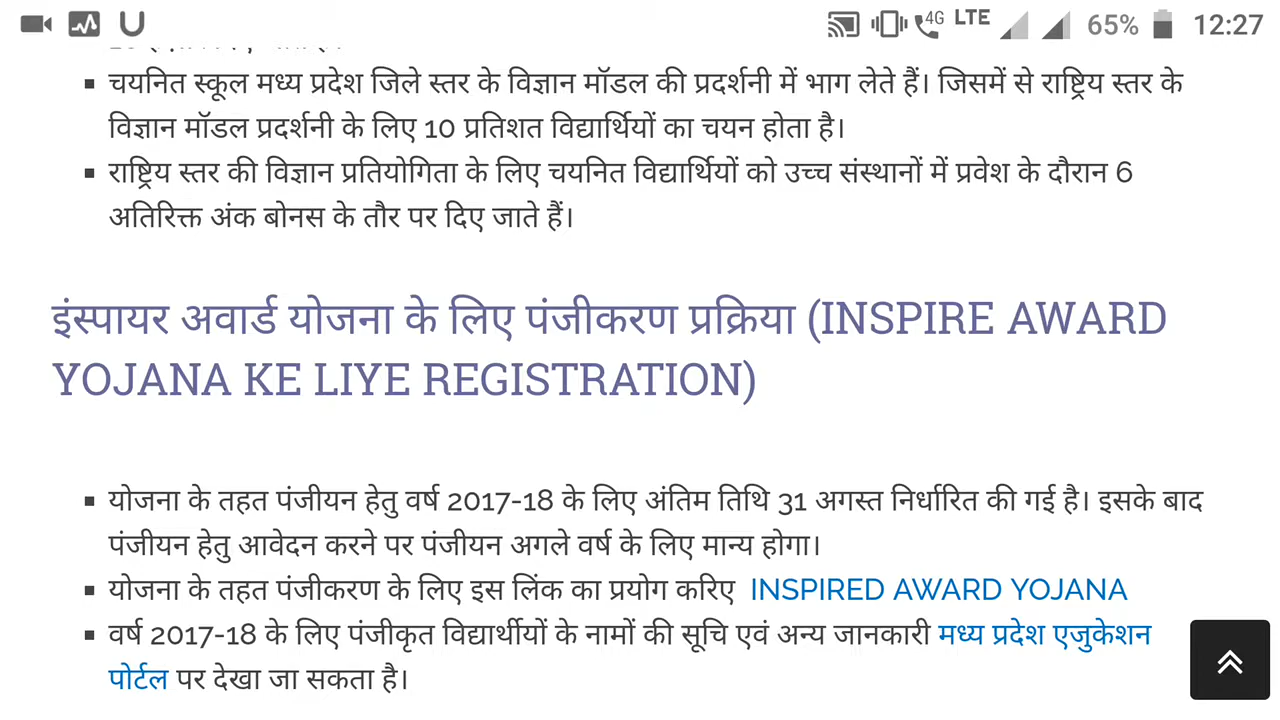 4G LTE 65% 12:27
चयनित स्कूल मध्य प्रदेश जिले स्तर के विज्ञान मॉडल की प्रदर्शनी में भाग लेते हैं। जिसमें से राष्ट्रिय स्तर के
विज्ञान मॉडल प्रदर्शनी के लिए 10 प्रतिशत विद्यार्थियों का चयन होता है।
राष्ट्रिय स्तर की विज्ञान प्रतियोगिता के लिए चयनित विद्यार्थियों को उच्च संस्थानों में प्रवेश के दौरान 6
अतिरिक्त अंक बोनस के तौर पर दिए जाते हैं।
इंस्पायर अवार्ड योजना के लिए पंजीकरण प्रक्रिया (INSPIRE AWARD
YOJANA KE LIYE REGISTRATION)
योजना के तहत पंजीयन हेतु वर्ष 2017-18 के लिए अंतिम तिथि 31 अगस्त निर्धारित की गई है। इसके बाद
पंजीयन हेतु आवेदन करने पर पंजीयन अगले वर्ष के लिए मान्य होगा।
योजना के तहत पंजीकरण के लिए इस लिंक का प्रयोग करिए INSPIRED AWARD YOJANA
वर्ष 2017-18 के लिए पंजीकृत विद्यार्थीयों के नामों की सूचि एवं अन्य जानकारी मध्य प्रदेश एजुकेशन
पोर्टल पर देखा जा सकता है।